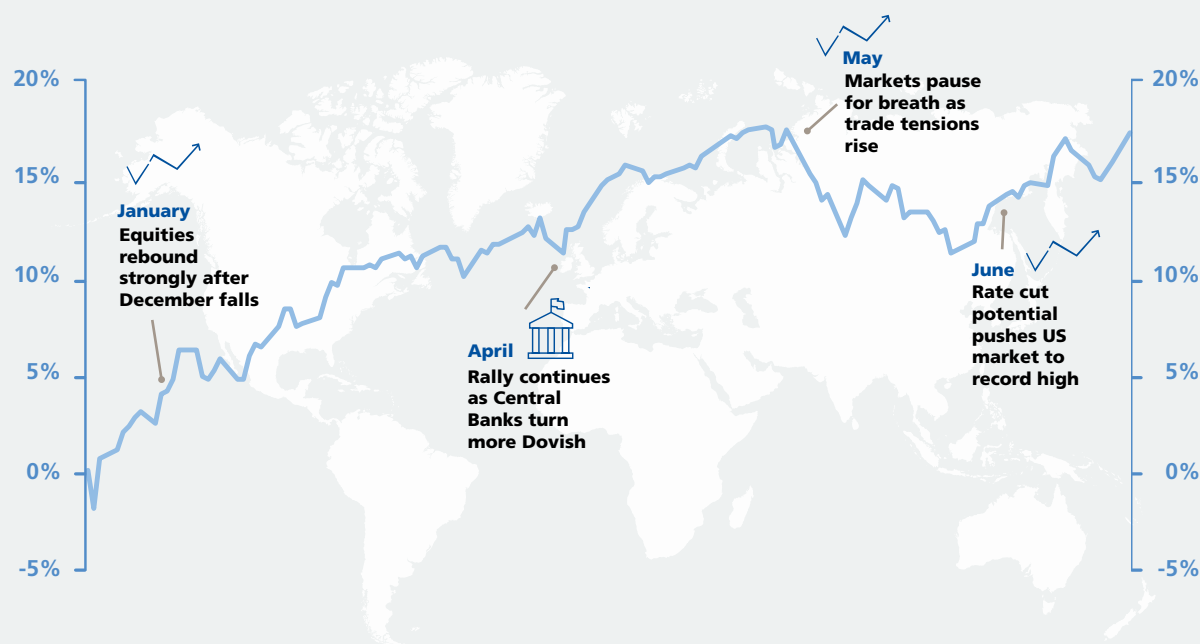 20%
15%
10%
5%
0%
-5%
January
Equities
rebound
strongly after
December falls
April
Rally continues
as Central
Banks turn
more Dovish
May
Markets pause
for breath as
trade tensions
rise
June
Rate cut
potential
pushes US
market to
record high
20%
15%
10%
5%
0%
-5%